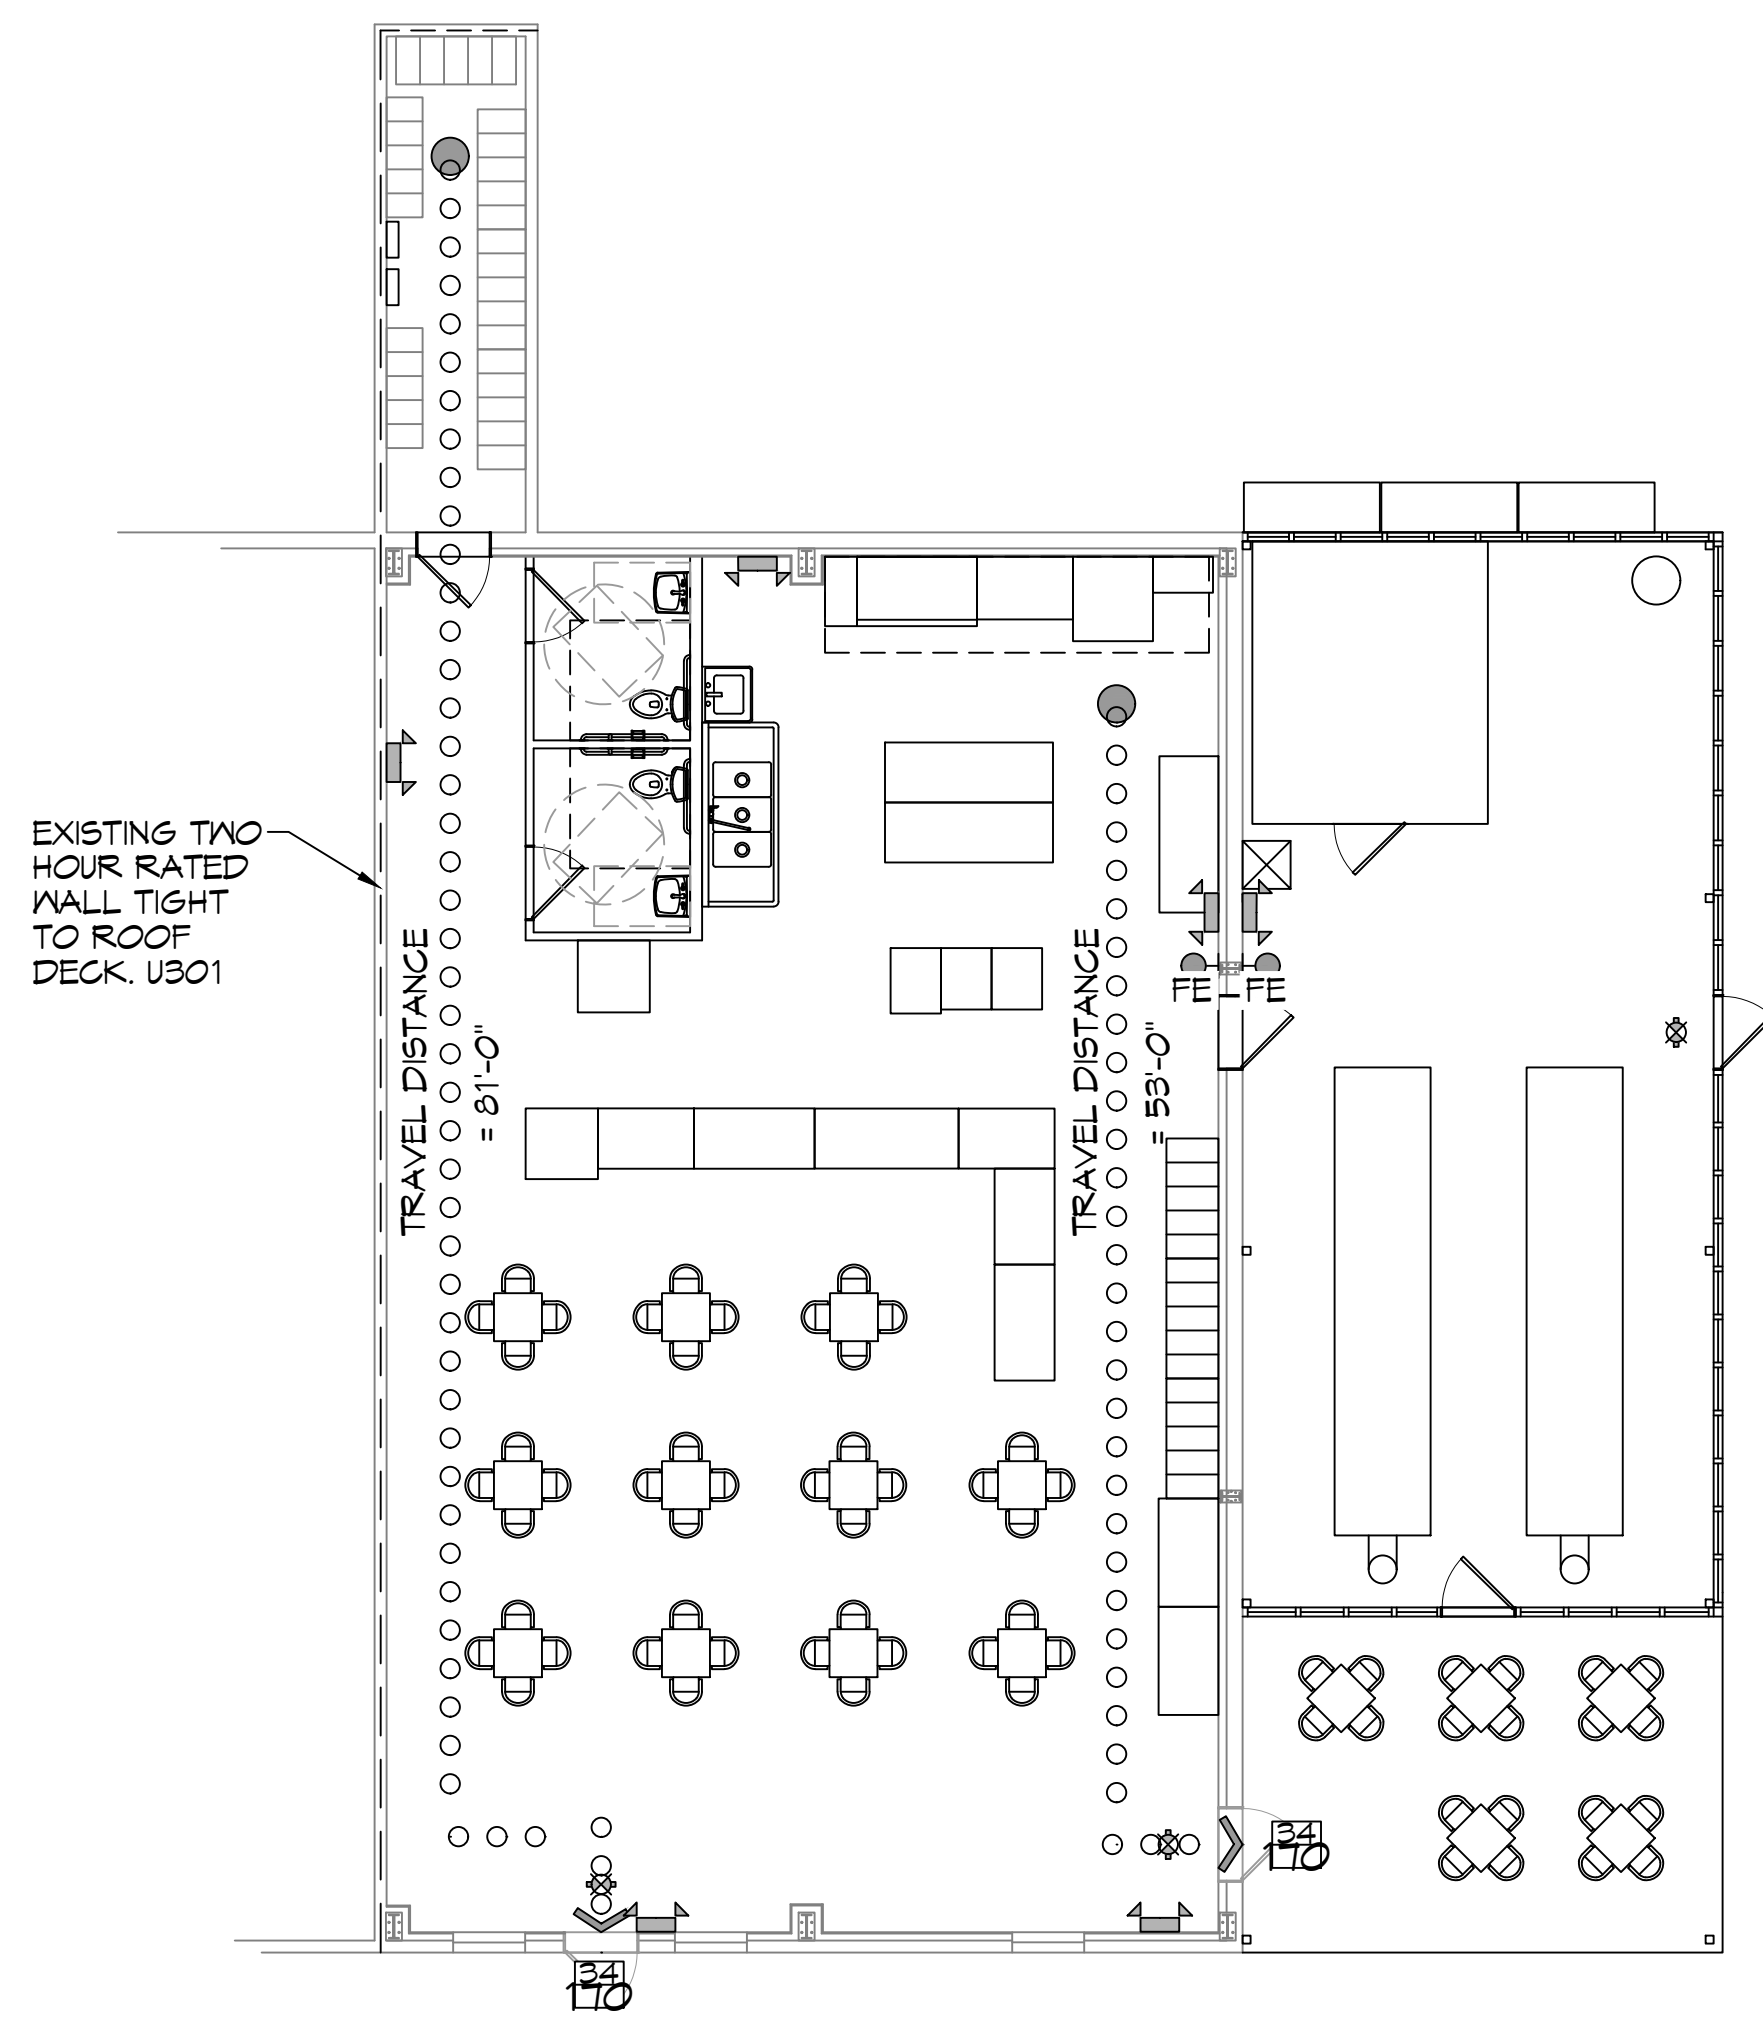 EXISTING TWO
HOUR RATED
WALL TIGHT
TO ROOF
DECK. U301
TRAVEL DISTANCE
= 81'-0"
TRAVEL DISTANCE
= 53'-0"
FE
FE
34
170
34
170